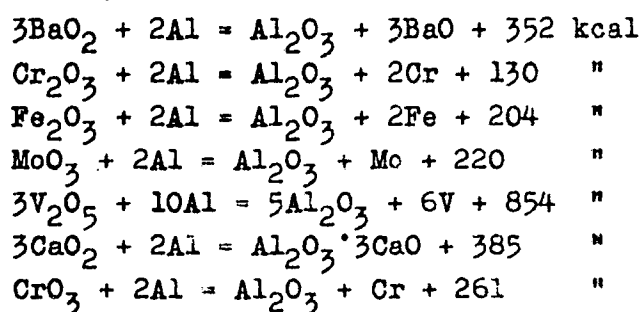 3BaO₂ + 2Al = Al₂O₃ + 3BaO + 352 kcal
Cr₂O₃ + 2Al = Al₂O₃ + 2Cr + 130 "
Fe₂O₃ + 2Al = Al₂O₃ + 2Fe + 204 "
MoO₃ + 2Al = Al₂O₃ + Mo + 220 "
3V₂O₅ + 10Al = 5Al₂O₃ + 6V + 854 "
3CaO₂ + 2Al = Al₂O₃·3CaO + 385 "
CrO₃ + 2Al = Al₂O₃ + Cr + 261 "